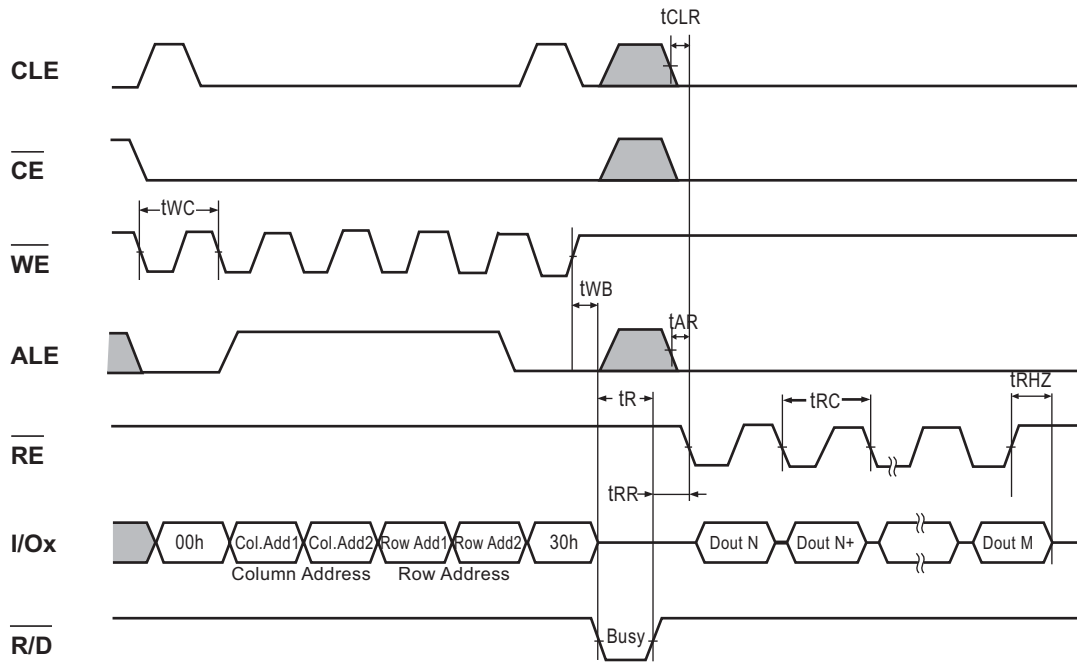 tCLR
CLE
CE
tWC
WE
tWB
tAR
ALE
tR
tRC
tRHZ
RE
tRR
I/Ox
00h
Col.Add1
Col.Add2
Row Add1
Row Add2
30h
Dout N
Dout N+
Dout M
Column Address
Row Address
R/D
Busy